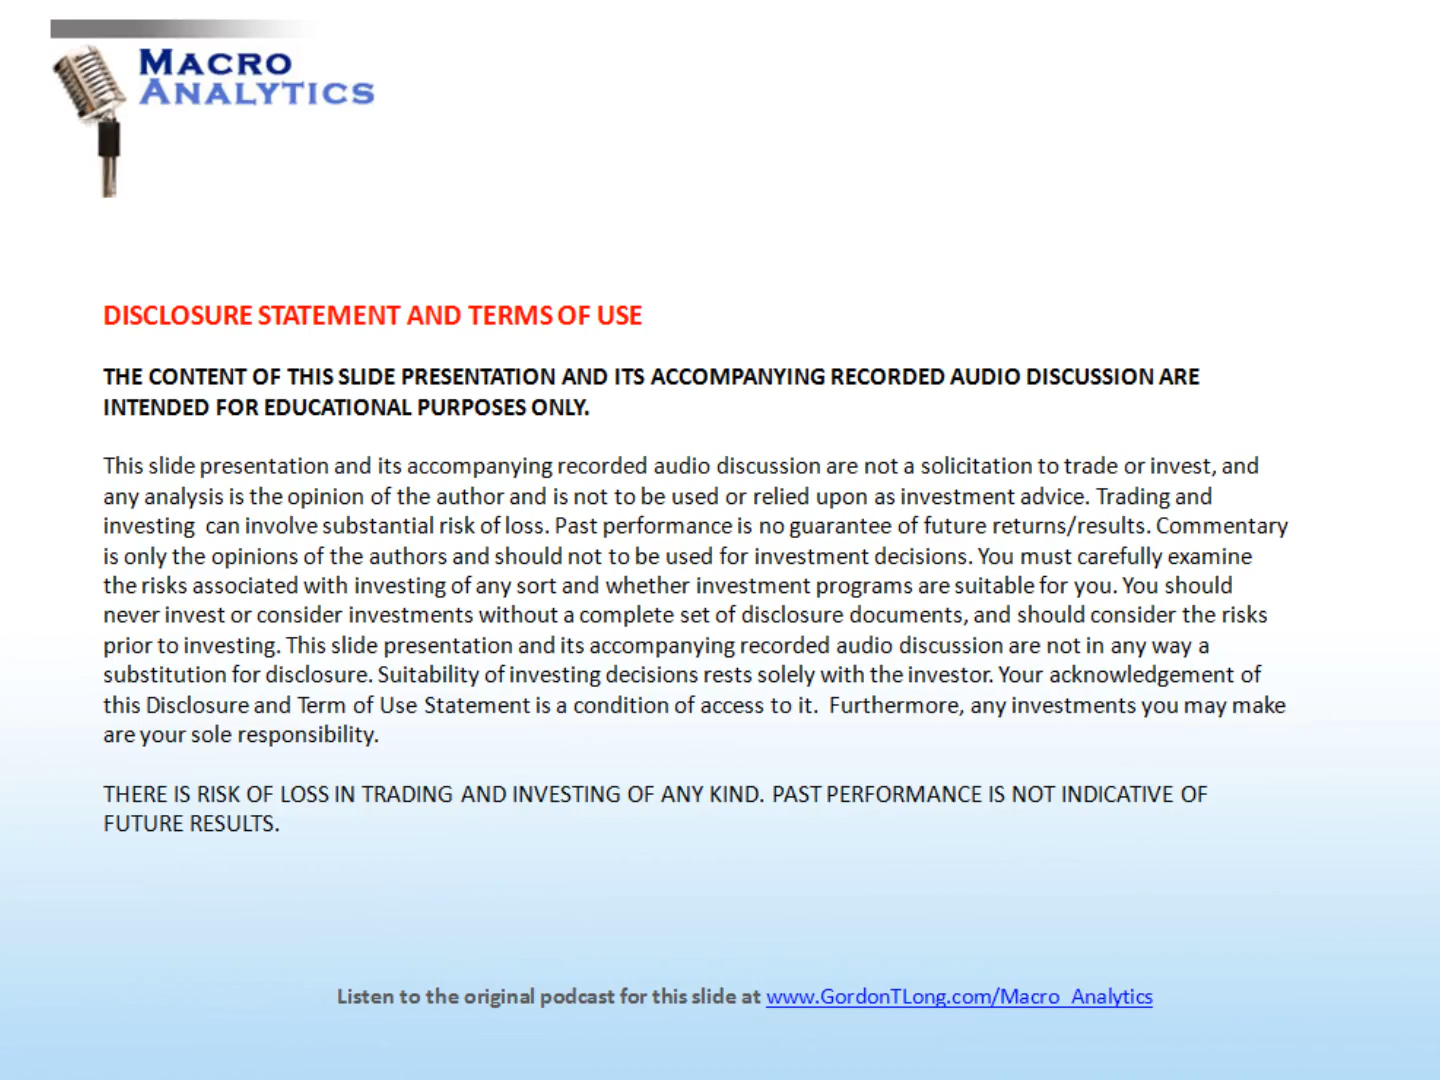 MACRO
ANALYTICS
DISCLOSURE STATEMENT AND TERMS OF USE
THE CONTENT OF THIS SLIDE PRESENTATION AND ITS ACCOMPANYING RECORDED AUDIO DISCUSSION ARE
INTENDED FOR EDUCATIONAL PURPOSES ONLY.
This slide presentation and its accompanying recorded audio discussion are not a solicitation to trade or invest, and
any analysis is the opinion of the author and is not to be used or relied upon as investment advice. Trading and
investing  can involve substantial risk of loss. Past performance is no guarantee of future returns/results. Commentary
is only the opinions of the authors and should not to be used for investment decisions. You must carefully examine
the risks associated with investing of any sort and whether investment programs are suitable for you. You should
never invest or consider investments without a complete set of disclosure documents, and should consider the risks
prior to investing. This slide presentation and its accompanying recorded audio discussion are not in any way a
substitution for disclosure. Suitability of investing decisions rests solely with the investor. Your acknowledgement of
this Disclosure and Term of Use Statement is a condition of access to it.  Furthermore, any investments you may make
are your sole responsibility.
THERE IS RISK OF LOSS IN TRADING AND INVESTING OF ANY KIND. PAST PERFORMANCE IS NOT INDICATIVE OF
FUTURE RESULTS.
Listen to the original podcast for this slide at www.GordonTLong.com/Macro_Analytics